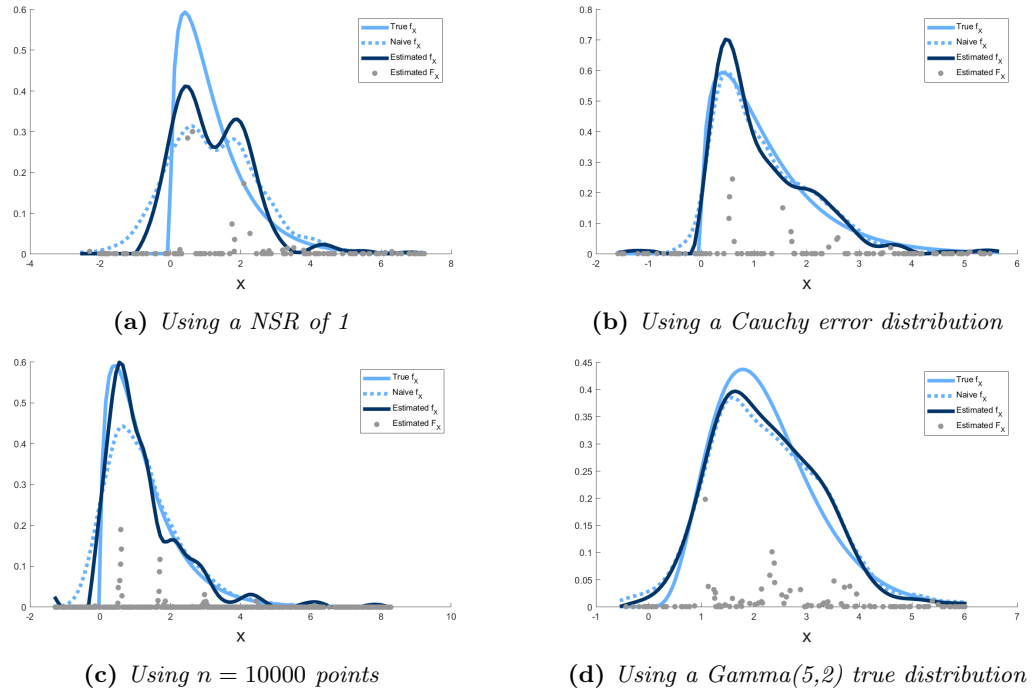 0.6
0.5
0.4
0.3
0.2
0.1
0
-4 -2 0 2 4 6 8
x
True f_X
Naive f_X
Estimated f_X
Estimated F_X
(a) Using a NSR of 1
0.8
0.7
0.6
0.5
0.4
0.3
0.2
0.1
0
-2 -1 0 1 2 3 4 5 6
x
True f_X
Naive f_X
Estimated f_X
Estimated F_X
(b) Using a Cauchy error distribution
0.6
0.5
0.4
0.3
0.2
0.1
0
-2 0 2 4 6 8 10
x
True f_X
Naive f_X
Estimated f_X
Estimated F_X
(c) Using n = 10000 points
0.45
0.4
0.35
0.3
0.25
0.2
0.15
0.1
0.05
0
-1 0 1 2 3 4 5 6 7
x
True f_X
Naive f_X
Estimated f_X
Estimated F_X
(d) Using a Gamma(5,2) true distribution